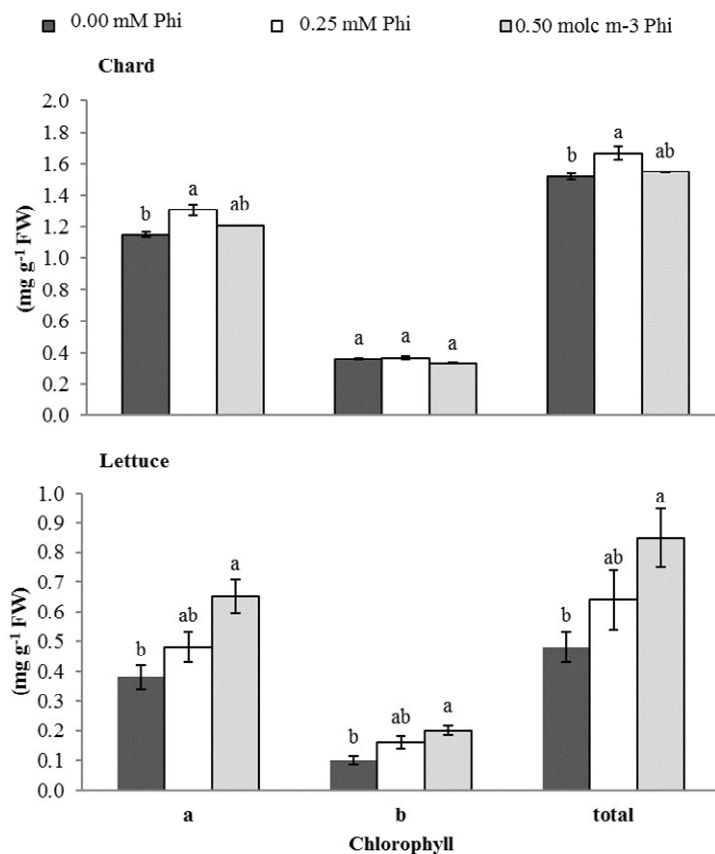 0.00 mM Phi 0.25 mM Phi 0.50 molc m-3 Phi
Chard
2.0
1.8
1.6
1.4
1.2
1.0
0.8
0.6
0.4
0.2
0.0
(mg g⁻¹ FW)
b a ab
a a a
b a ab
Lettuce
1.0
0.9
0.8
0.7
0.6
0.5
0.4
0.3
0.2
0.1
0.0
(mg g⁻¹ FW)
b ab a
b ab a
b ab a
a b total
Chlorophyll